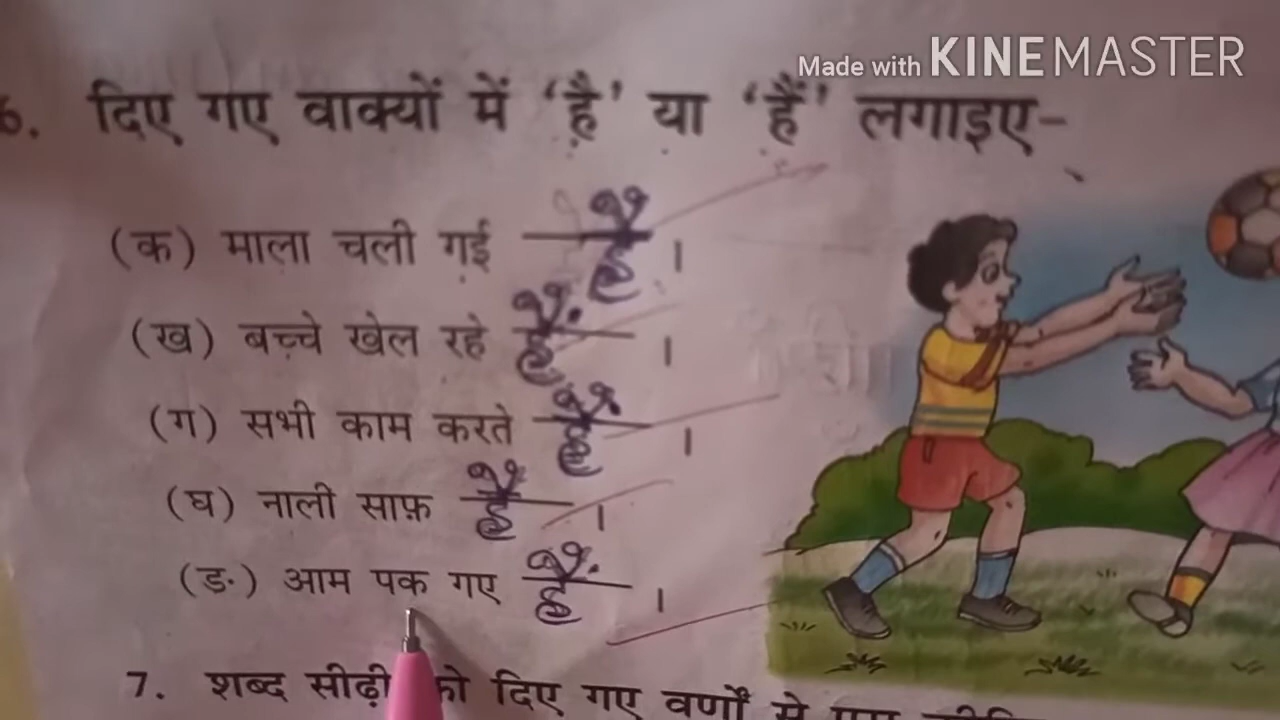 Made with KINEMASTER
6. दिए गए वाक्यों में 'है' या 'हैं' लगाइए-
(क) माला चली गई है ।
(ख) बच्चे खेल रहे हैं ।
(ग) सभी काम करते हैं ।
(घ) नाली साफ़ है ।
(ङ) आम पक गए हैं ।
7. शब्द सीढ़ी को दिए गए वर्णों से